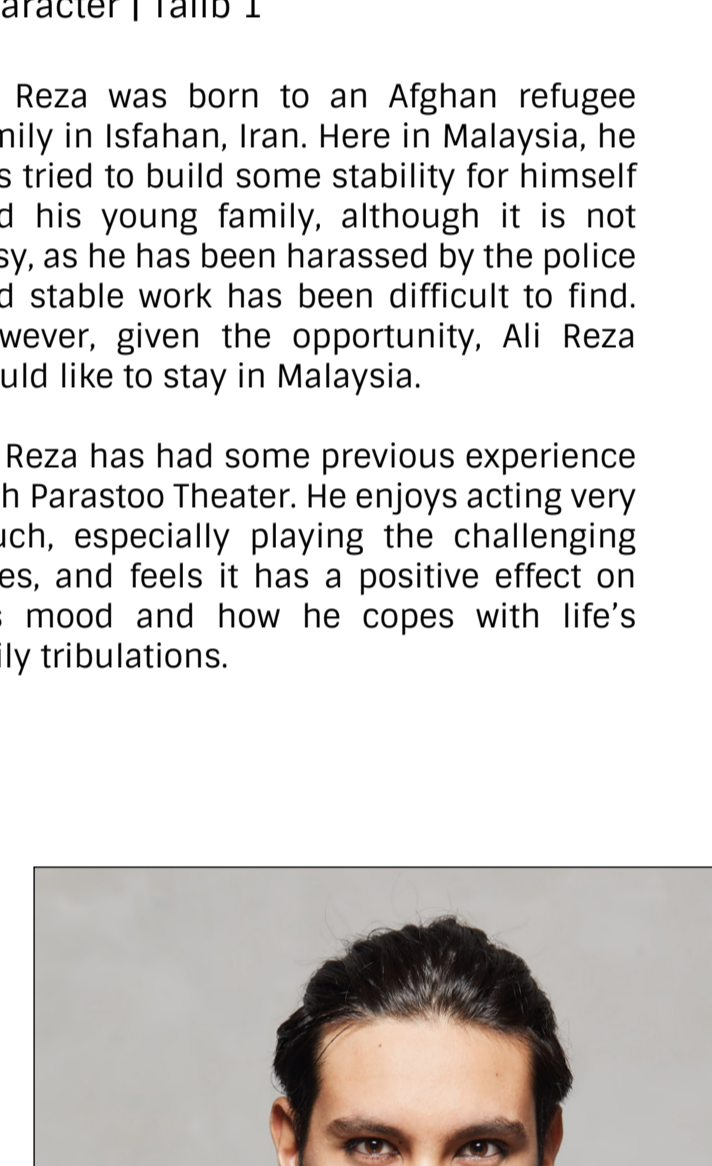 aracter | Talib 1
Reza was born to an Afghan refugee
mily in Isfahan, Iran. Here in Malaysia, he
s tried to build some stability for himself
d his young family, although it is not
sy, as he has been harassed by the police
d stable work has been difficult to find.
wever, given the opportunity, Ali Reza
uld like to stay in Malaysia.
Reza has had some previous experience
h Parastoo Theater. He enjoys acting very
uch, especially playing the challenging
es, and feels it has a positive effect on
s mood and how he copes with life’s
ily tribulations.